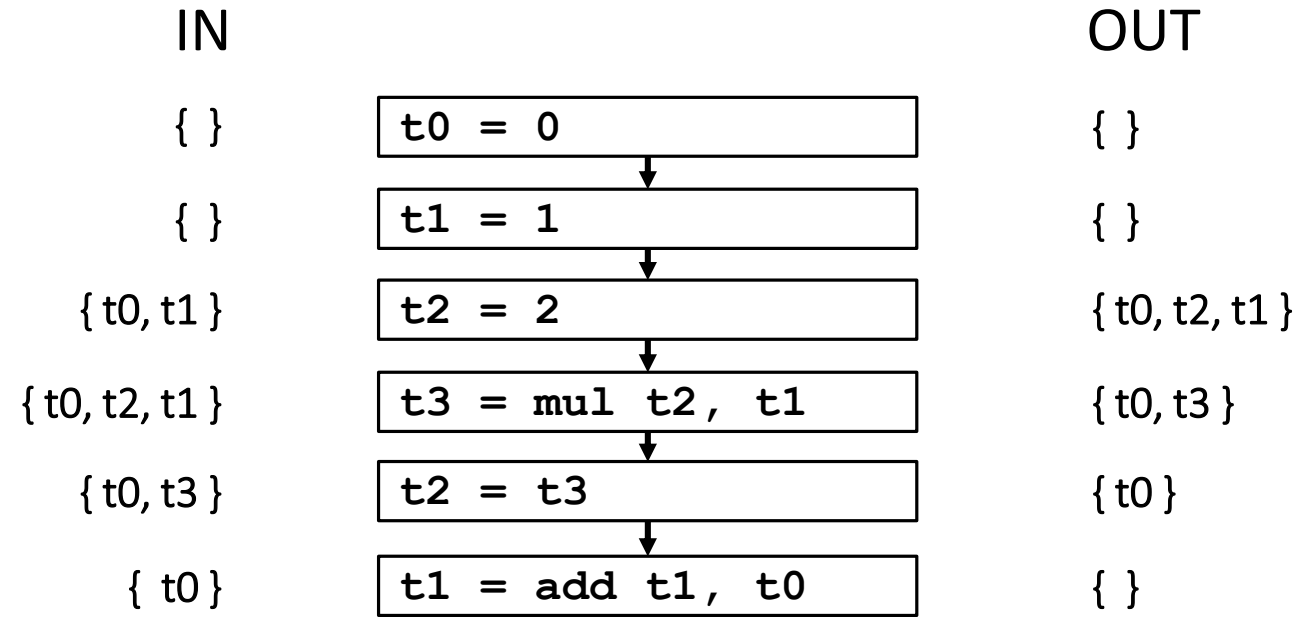 IN OUT
{ } t0 = 0 { }
{ } t1 = 1 { }
{ t0, t1 } t2 = 2 { t0, t2, t1 }
{ t0, t2, t1 } t3 = mul t2, t1 { t0, t3 }
{ t0, t3 } t2 = t3 { t0 }
{ t0 } t1 = add t1, t0 { }